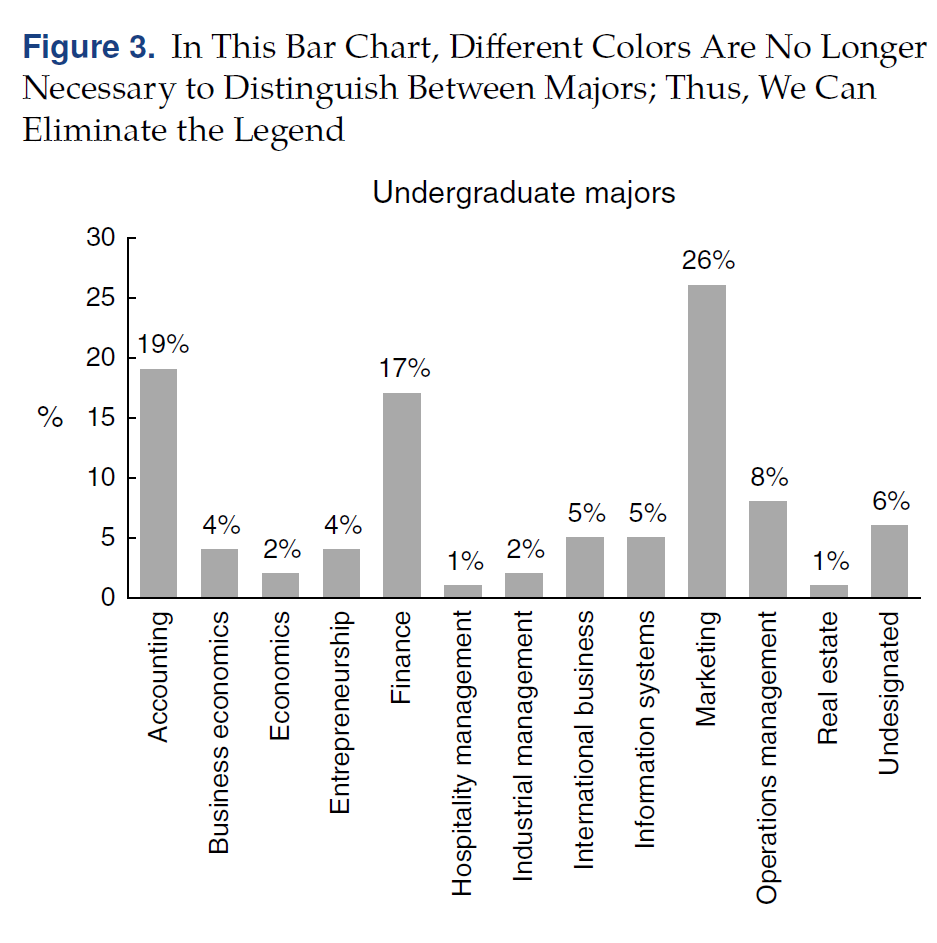 Figure 3. In This Bar Chart, Different Colors Are No Longer
Necessary to Distinguish Between Majors; Thus, We Can
Eliminate the Legend
Undergraduate majors
30
25
20
15
10
5
0
%
19%
4%
2%
4%
17%
1%
2%
5%
5%
26%
8%
1%
6%
Accounting
Business economics
Economics
Entrepreneurship
Finance
Hospitality management
Industrial management
International business
Information systems
Marketing
Operations management
Real estate
Undesignated